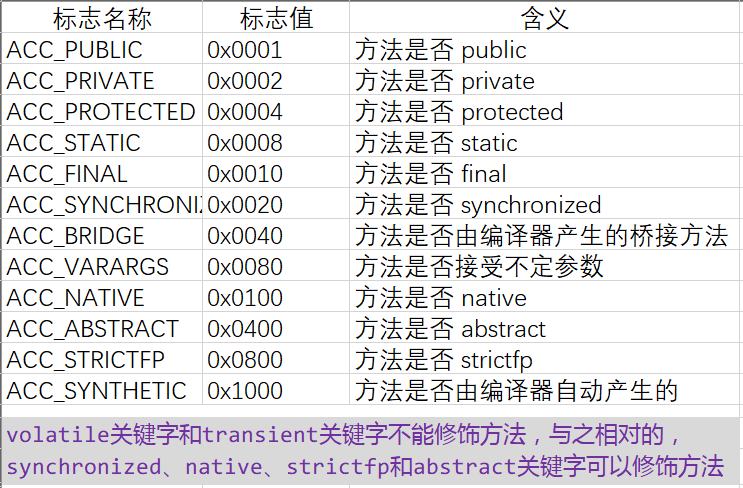 标志名称 标志值 含义
ACC_PUBLIC 0x0001 方法是否 public
ACC_PRIVATE 0x0002 方法是否 private
ACC_PROTECTED 0x0004 方法是否 protected
ACC_STATIC 0x0008 方法是否 static
ACC_FINAL 0x0010 方法是否 final
ACC_SYNCHRONIZ 0x0020 方法是否 synchronized
ACC_BRIDGE 0x0040 方法是否由编译器产生的桥接方法
ACC_VARARGS 0x0080 方法是否接受不定参数
ACC_NATIVE 0x0100 方法是否 native
ACC_ABSTRACT 0x0400 方法是否 abstract
ACC_STRICTFP 0x0800 方法是否 strictfp
ACC_SYNTHETIC 0x1000 方法是否由编译器自动产生的
volatile关键字和transient关键字不能修饰方法，与之相对的，
synchronized、native、strictfp和abstract关键字可以修饰方法